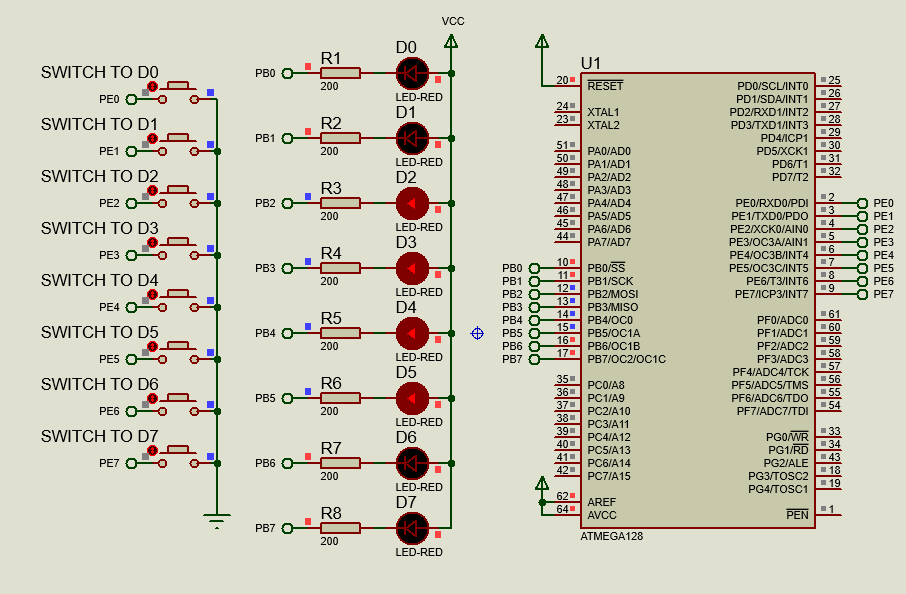 VCC
SWITCH TO D0
PE0
SWITCH TO D1
PE1
SWITCH TO D2
PE2
SWITCH TO D3
PE3
SWITCH TO D4
PE4
SWITCH TO D5
PE5
SWITCH TO D6
PE6
SWITCH TO D7
PE7
PB0
R1
200
D0
LED-RED
PB1
R2
200
D1
LED-RED
PB2
R3
200
D2
LED-RED
PB3
R4
200
D3
LED-RED
PB4
R5
200
D4
LED-RED
PB5
R6
200
D5
LED-RED
PB6
R7
200
D6
LED-RED
PB7
R8
200
D7
LED-RED
U1
20 RESET
24 XTAL1
23 XTAL2
51 PA0/AD0
50 PA1/AD1
49 PA2/AD2
48 PA3/AD3
47 PA4/AD4
46 PA5/AD5
45 PA6/AD6
44 PA7/AD7
PB0 10 PB0/SS
PB1 11 PB1/SCK
PB2 12 PB2/MOSI
PB3 13 PB3/MISO
PB4 14 PB4/OC0
PB5 15 PB5/OC1A
PB6 16 PB6/OC1B
PB7 17 PB7/OC2/OC1C
35 PC0/A8
36 PC1/A9
37 PC2/A10
38 PC3/A11
39 PC4/A12
40 PC5/A13
41 PC6/A14
42 PC7/A15
62 AREF
64 AVCC
PD0/SCL/INT0 25
PD1/SDA/INT1 26
PD2/RXD1/INT2 27
PD3/TXD1/INT3 28
PD4/ICP1 29
PD5/XCK1 30
PD6/T1 31
PD7/T2 32
PE0/RXD0/PDI 2 PE0
PE1/TXD0/PDO 3 PE1
PE2/XCK0/AIN0 4 PE2
PE3/OC3A/AIN1 5 PE3
PE4/OC3B/INT4 6 PE4
PE5/OC3C/INT5 7 PE5
PE6/T3/INT6 8 PE6
PE7/ICP3/INT7 9 PE7
PF0/ADC0 61
PF1/ADC1 60
PF2/ADC2 59
PF3/ADC3 58
PF4/ADC4/TCK 57
PF5/ADC5/TMS 56
PF6/ADC6/TDO 55
PF7/ADC7/TDI 54
PG0/WR 33
PG1/RD 34
PG2/ALE 43
PG3/TOSC2 18
PG4/TOSC1 19
PEN 1
ATMEGA128